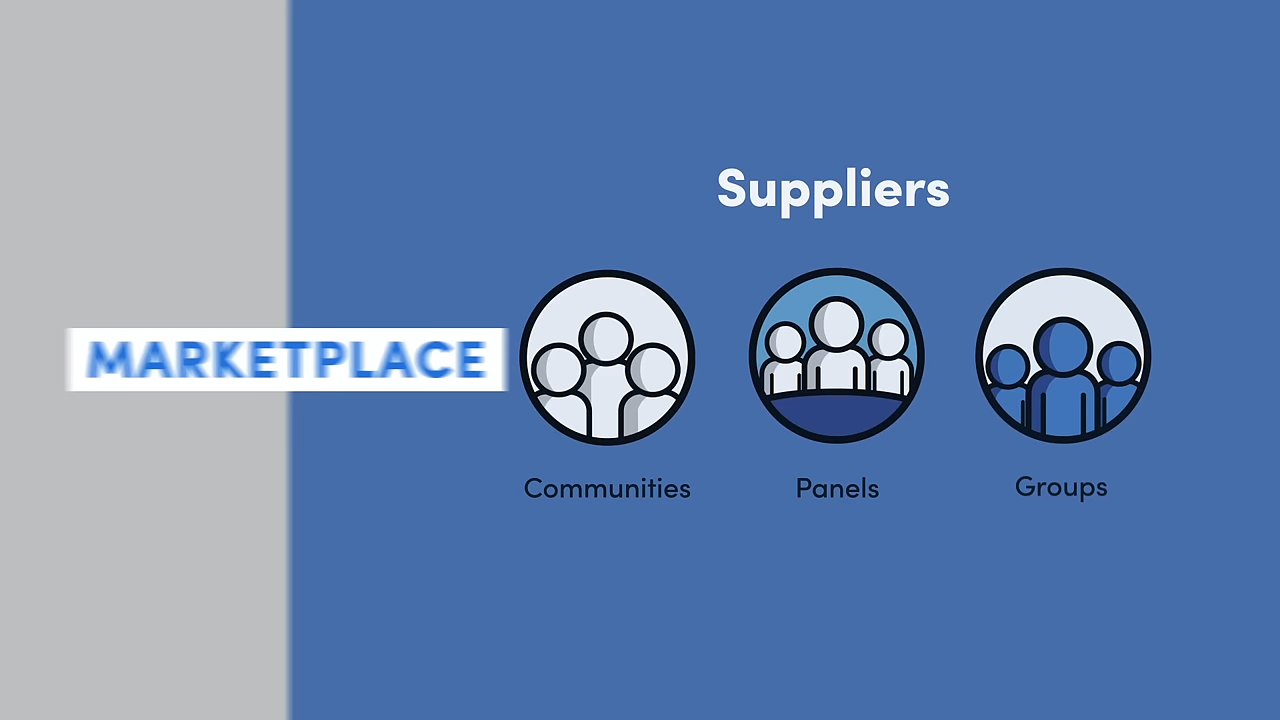 Suppliers
MARKETPLACE
Communities
Panels
Groups